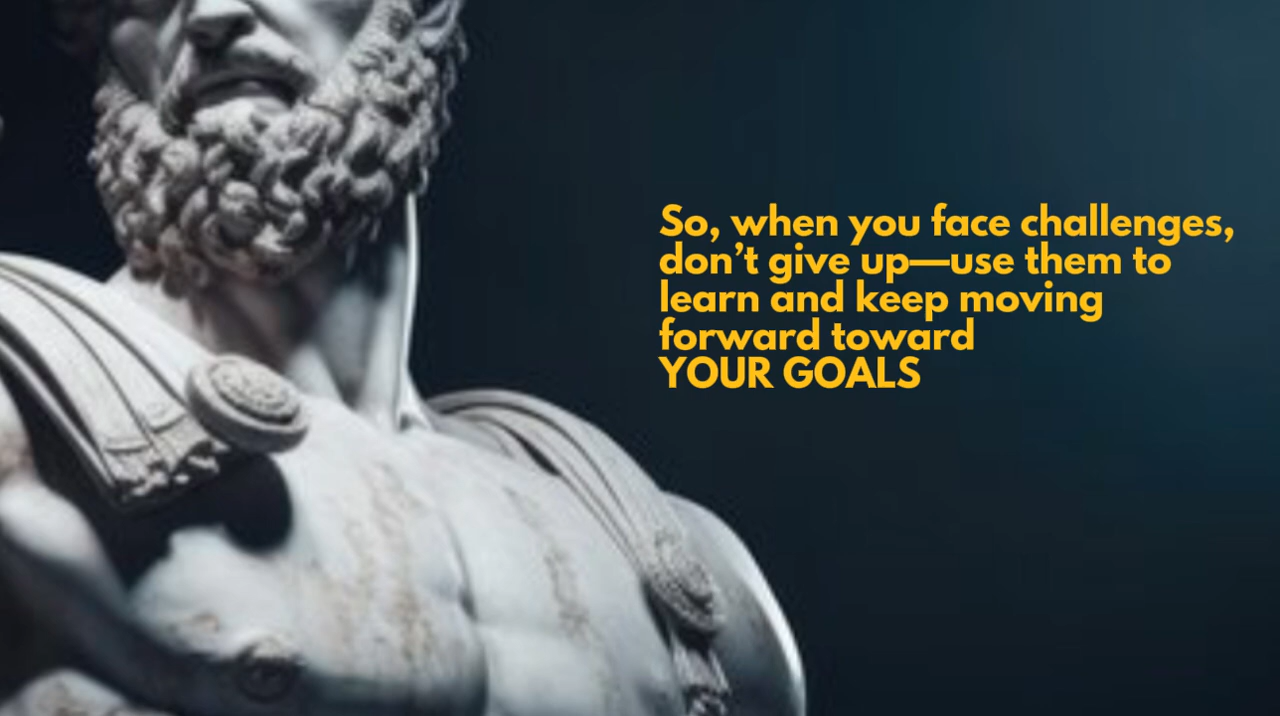 So, when you face challenges,
don’t give up—use them to
learn and keep moving
forward toward
YOUR GOALS